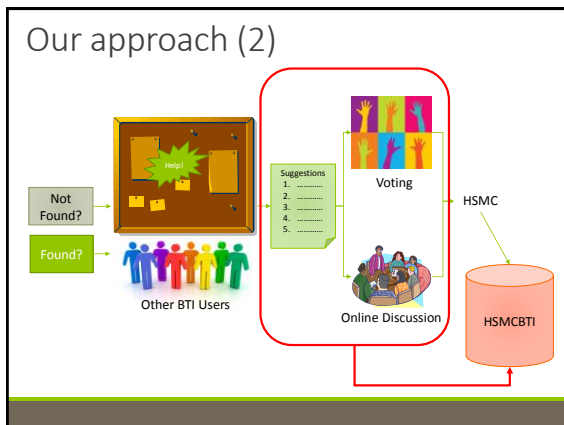 Our approach (2)
Help!
Not
Found?
Found?
Other BTI Users
Suggestions
1. ...........
2. ...........
3. ...........
4. ...........
5. ...........
Voting
Online Discussion
HSMC
HSMCBTI